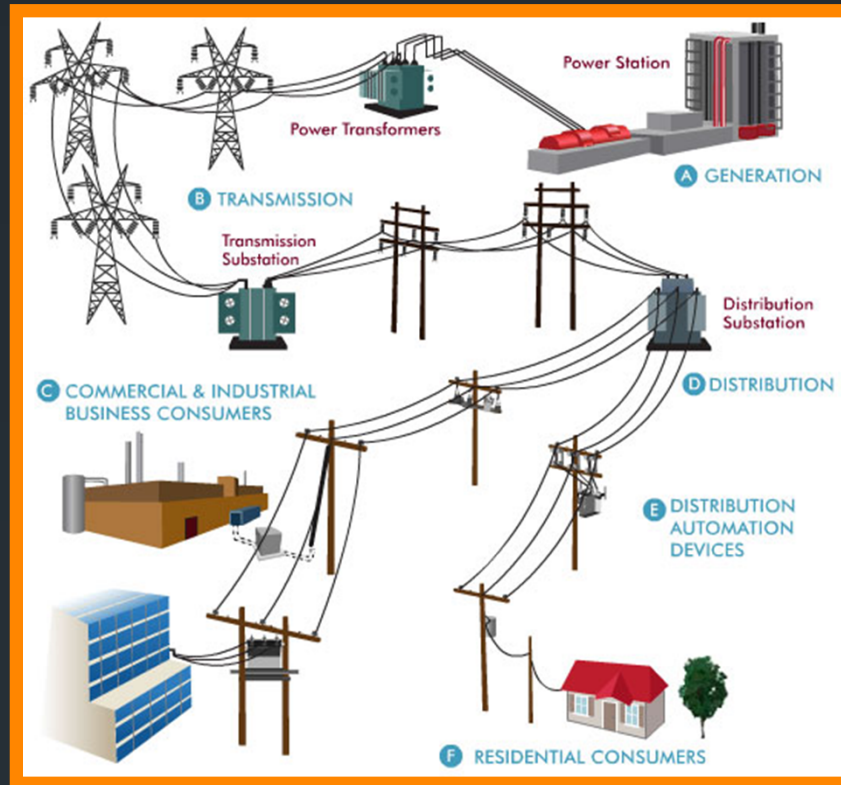 Power Station
Power Transformers
A GENERATION
B TRANSMISSION
Transmission
Substation
Distribution
Substation
C COMMERCIAL & INDUSTRIAL
BUSINESS CONSUMERS
D DISTRIBUTION
E DISTRIBUTION
AUTOMATION
DEVICES
F RESIDENTIAL CONSUMERS